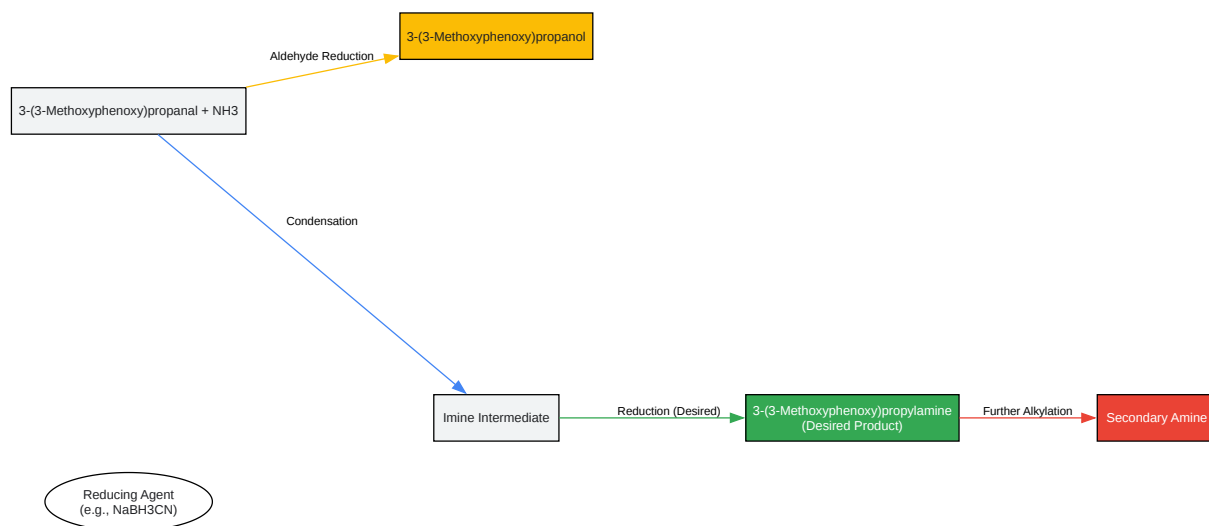 3-(3-Methoxyphenoxy)propanol
Aldehyde Reduction
3-(3-Methoxyphenoxy)propanal + NH3
Condensation
Imine Intermediate
Reduction (Desired)
3-(3-Methoxyphenoxy)propylamine
(Desired Product)
Further Alkylation
Secondary Amine
Reducing Agent
(e.g., NaBH3CN)